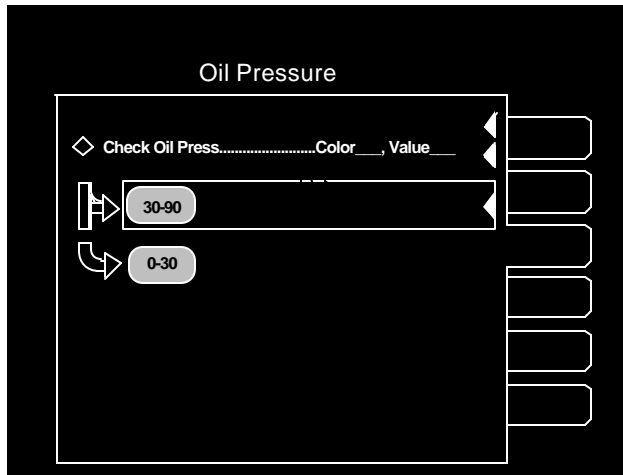 Oil Pressure
Check Oil Press.........................Color___, Value___
30-90
0-30